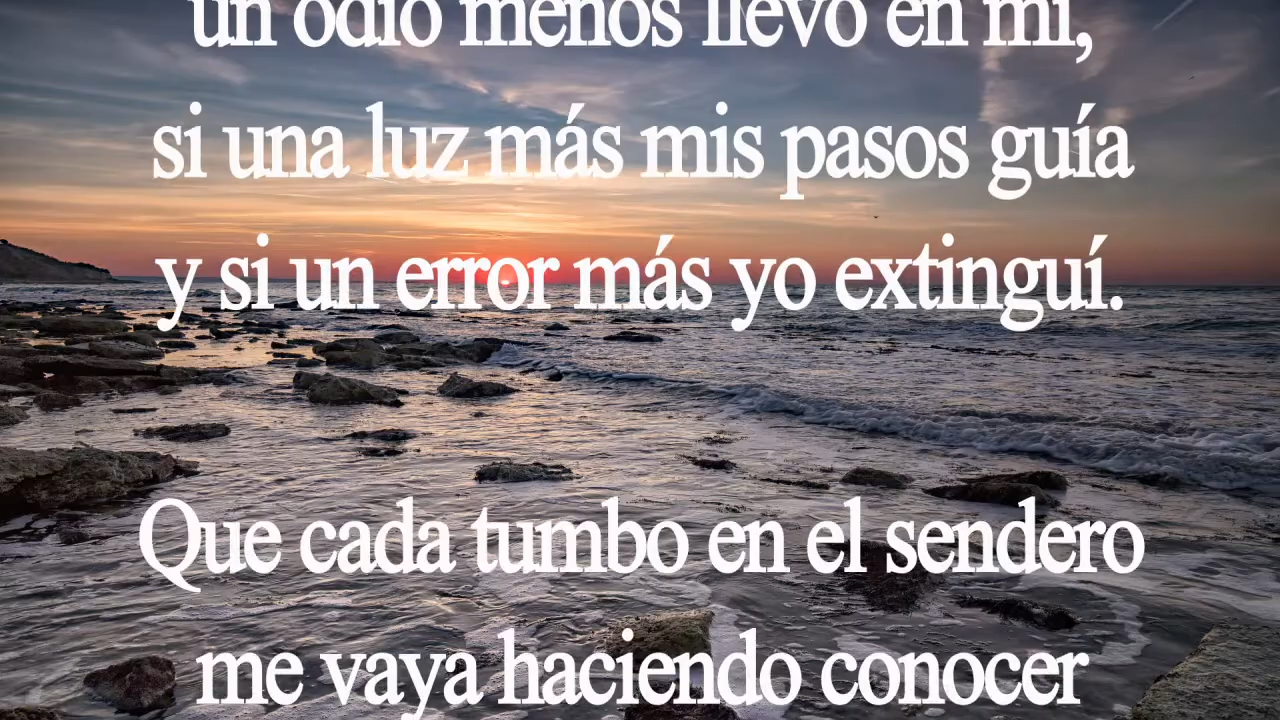 un odio menos llevo en mí,
si una luz más mis pasos guía
y si un error más yo extinguí.
Que cada tumbo en el sendero
me vaya haciendo conocer